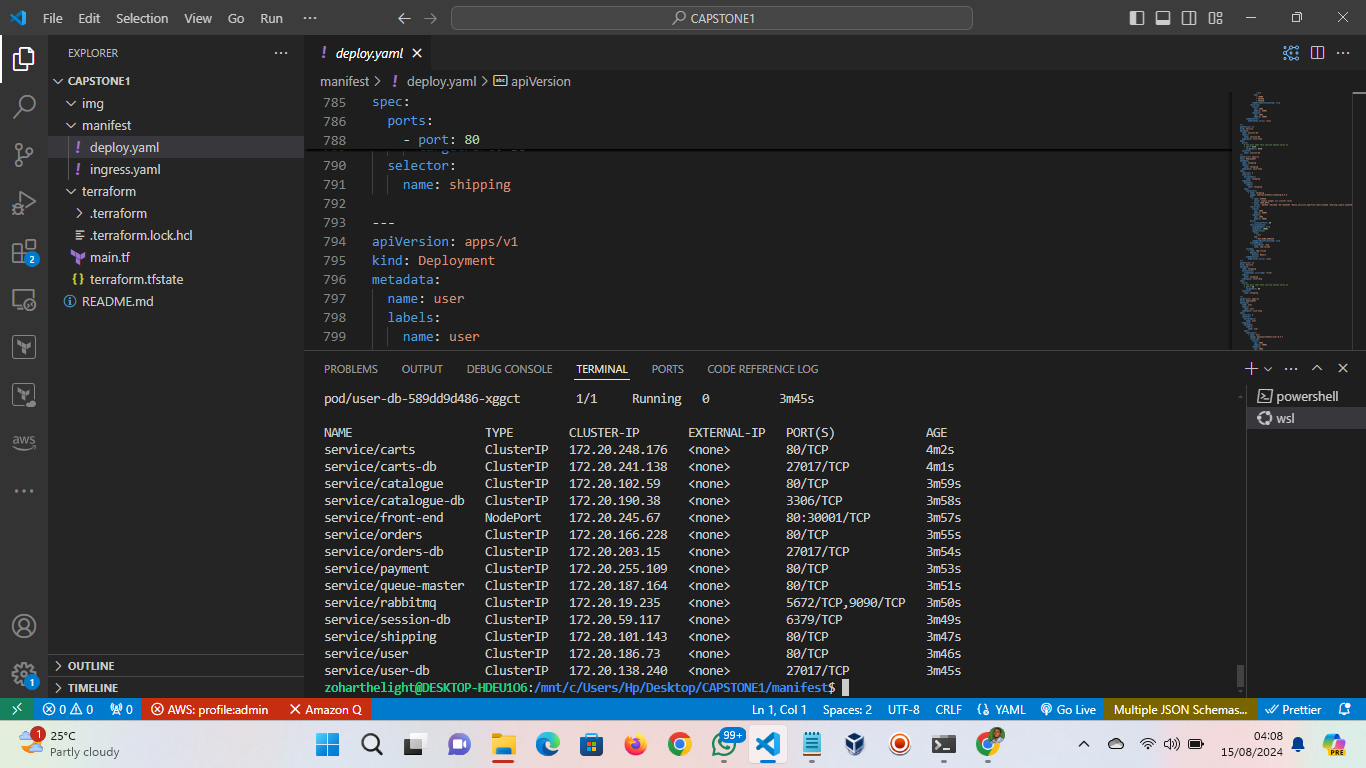 File Edit Selection View Go Run ··· CAPSTONE1
EXPLORER ···
CAPSTONE1
img
manifest
! deploy.yaml
! ingress.yaml
terraform
.terraform
.terraform.lock.hcl
main.tf
{} terraform.tfstate
README.md
OUTLINE
TIMELINE
2
aws
1
! deploy.yaml
manifest > ! deploy.yaml > abc apiVersion
785 spec:
786 ports:
788 - port: 80
790 selector:
791 name: shipping
792
793 ---
794 apiVersion: apps/v1
795 kind: Deployment
796 metadata:
797 name: user
798 labels:
799 name: user
PROBLEMS OUTPUT DEBUG CONSOLE TERMINAL PORTS CODE REFERENCE LOG
powershell
wsl
pod/user-db-589dd9d486-xggct 1/1 Running 0 3m45s
NAME TYPE CLUSTER-IP EXTERNAL-IP PORT(S) AGE
service/carts ClusterIP 172.20.248.176 <none> 80/TCP 4m2s
service/carts-db ClusterIP 172.20.241.138 <none> 27017/TCP 4m1s
service/catalogue ClusterIP 172.20.102.59 <none> 80/TCP 3m59s
service/catalogue-db ClusterIP 172.20.190.38 <none> 3306/TCP 3m58s
service/front-end NodePort 172.20.245.67 <none> 80:30001/TCP 3m57s
service/orders ClusterIP 172.20.166.228 <none> 80/TCP 3m55s
service/orders-db ClusterIP 172.20.203.15 <none> 27017/TCP 3m54s
service/payment ClusterIP 172.20.255.109 <none> 80/TCP 3m53s
service/queue-master ClusterIP 172.20.187.164 <none> 80/TCP 3m51s
service/rabbitmq ClusterIP 172.20.19.235 <none> 5672/TCP,9090/TCP 3m50s
service/session-db ClusterIP 172.20.59.117 <none> 6379/TCP 3m49s
service/shipping ClusterIP 172.20.101.143 <none> 80/TCP 3m47s
service/user ClusterIP 172.20.186.73 <none> 80/TCP 3m46s
service/user-db ClusterIP 172.20.138.240 <none> 27017/TCP 3m45s
zoharthelight@DESKTOP-HDEU1O6:/mnt/c/Users/Hp/Desktop/CAPSTONE1/manifest$
0 0 0 AWS: profile:admin Amazon Q Ln 1, Col 1 Spaces: 2 UTF-8 CRLF YAML Go Live Multiple JSON Schemas... Prettier
1 25°C
Partly cloudy
99+
04:08
15/08/2024
PRE